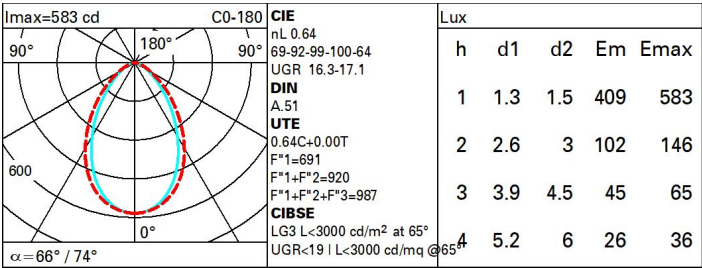 Imax=583 cd C0-180
90° 180° 90°
600
0°
α=66° / 74°
CIE
nL 0.64
69-92-99-100-64
UGR 16.3-17.1
DIN
A.51
UTE
0.64C+0.00T
F"1=691
F"1+F"2=920
F"1+F"2+F"3=987
CIBSE
LG3 L<3000 cd/m² at 65°
UGR<19 | L<3000 cd/mq @65°
Lux
h d1 d2 Em Emax
1 1.3 1.5 409 583
2 2.6 3 102 146
3 3.9 4.5 45 65
4 5.2 6 26 36